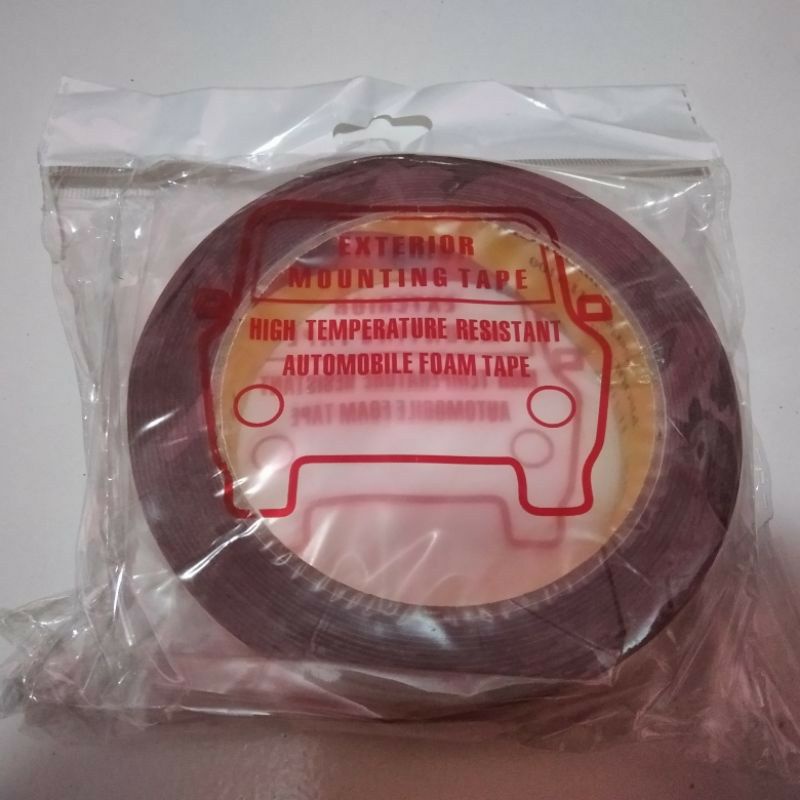 EXTERIOR
MOUNTING TAPE
HIGH TEMPERATURE RESISTANT
AUTOMOBILE FOAM TAPE